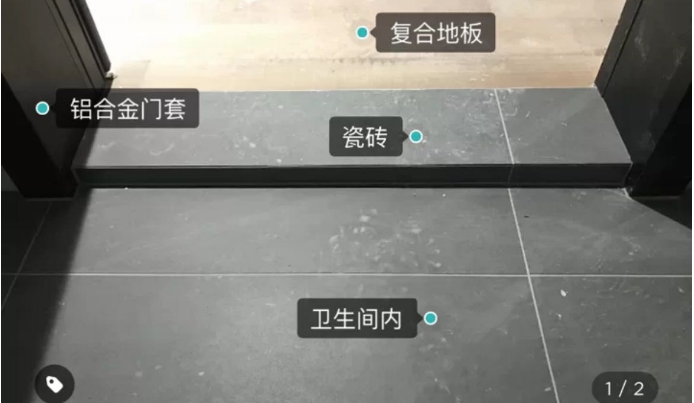 复合地板
铝合金门套
瓷砖
卫生间内
1 / 2